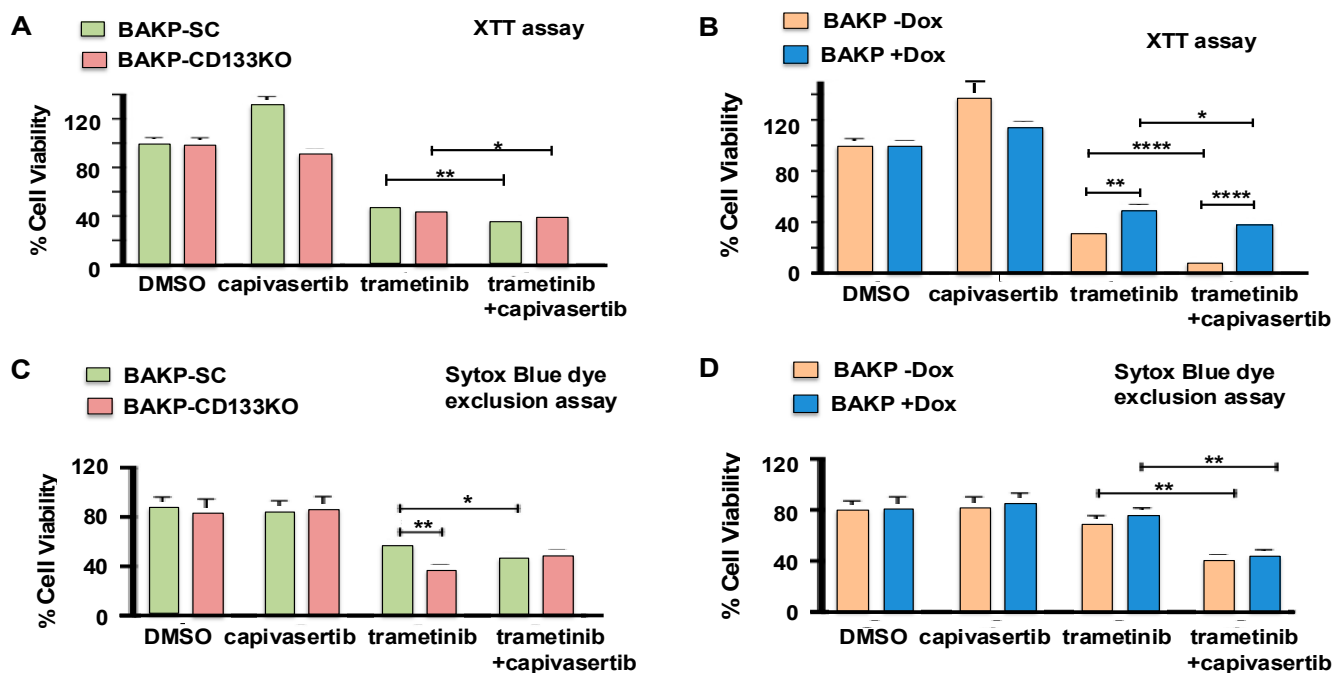 A
BAKP-SC
BAKP-CD133KO
XTT assay
% Cell Viability
120
80
40
0
*
**
DMSO capivasertib trametinib trametinib
+capivasertib
B
BAKP -Dox
BAKP +Dox
XTT assay
% Cell Viability
120
80
40
0
*
****
** ****
DMSO capivasertib trametinib trametinib
+capivasertib
C
BAKP-SC
BAKP-CD133KO
Sytox Blue dye
exclusion assay
% Cell Viability
120
80
40
0
*
**
DMSO capivasertib trametinib trametinib
+capivasertib
D
BAKP -Dox
BAKP +Dox
Sytox Blue dye
exclusion assay
% Cell Viability
120
80
40
0
**
**
DMSO capivasertib trametinib trametinib
+capivasertib